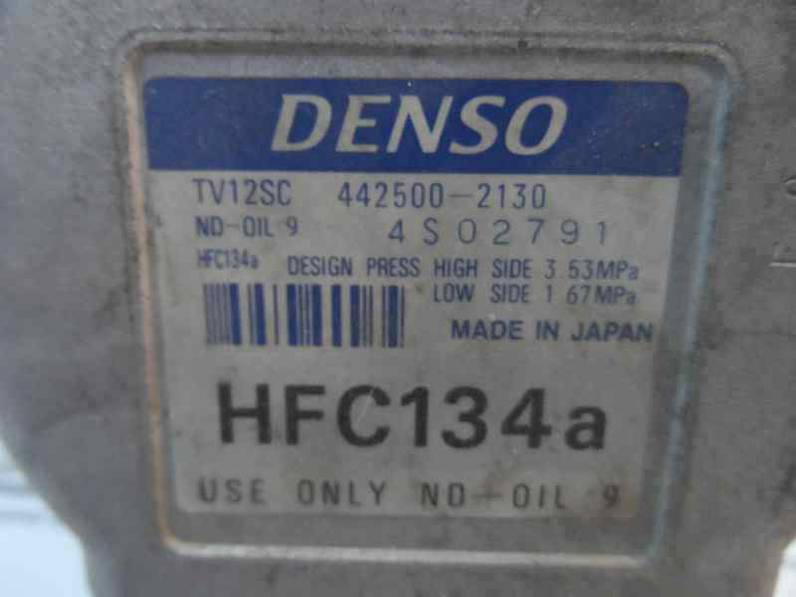 DENSO
TV12SC 442500-2130
ND-OIL 9 4S02791
HFC134a DESIGN PRESS HIGH SIDE 3.53MPa
LOW SIDE 1.67MPa
MADE IN JAPAN
HFC134a
USE ONLY ND-OIL 9